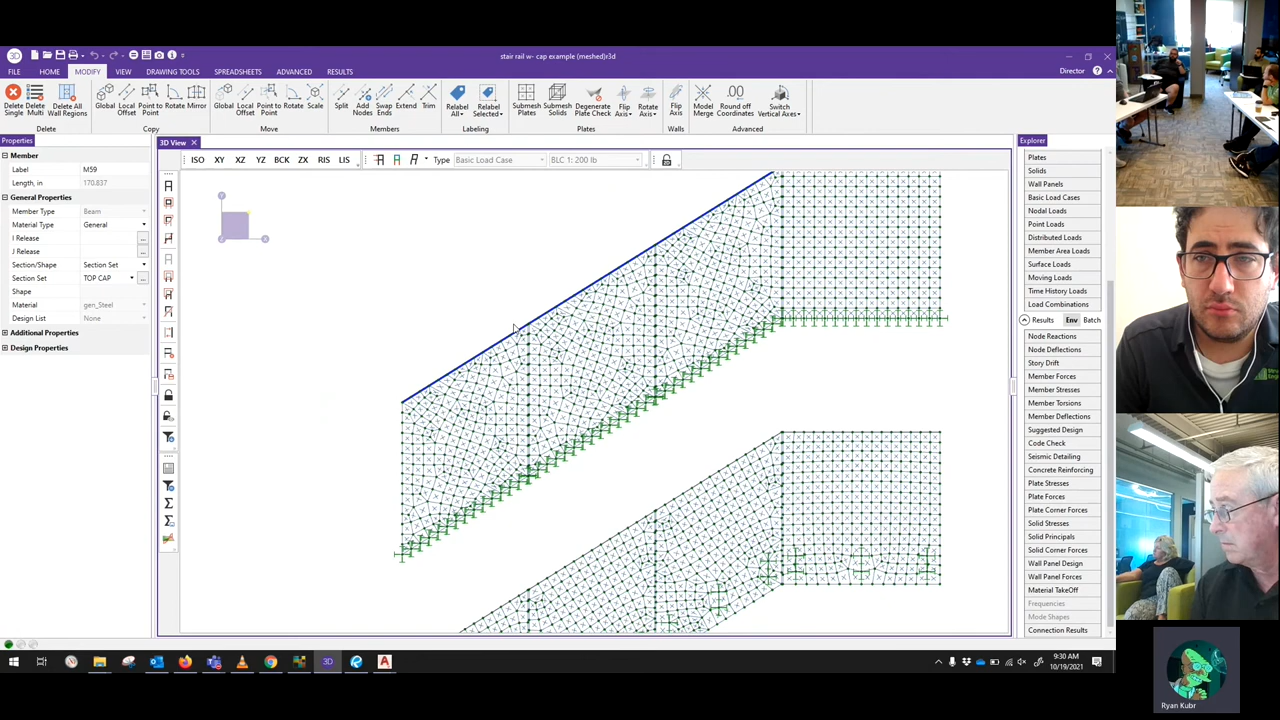 3D
stair rail w- cap example (meshed)r3d
FILE HOME MODIFY VIEW DRAWING TOOLS SPREADSHEETS ADVANCED RESULTS
Director
Delete Single
Delete Multi
Delete All Wall Regions
Global
Local Offset
Point to Point
Rotate
Mirror
Global
Local Offset
Point to Point
Rotate
Scale
Split
Add Nodes
Swap Ends
Extend
Trim
Relabel All
Relabel Selected
Submesh Plates
Submesh Solids
Degenerate Plate Check
Flip Axis
Rotate Axis
Flip Axis
Model Merge
Round off Coordinates
Switch Vertical Axes
Delete Copy Move Members Labeling Plates Walls Advanced
Properties
Member
Label M59
Length, in 170.837
General Properties
Member Type Beam
Material Type General
I Release ...
J Release ...
Section/Shape Section Set
Section Set TOP CAP ...
Shape
Material gen_Steel
Design List None
Additional Properties
Design Properties
3D View
ISO XY XZ YZ BCK ZX RIS LIS Type Basic Load Case BLC 1: 200 lb
Y
Z
X
Explorer
Plates
Solids
Wall Panels
Basic Load Cases
Nodal Loads
Point Loads
Distributed Loads
Member Area Loads
Surface Loads
Moving Loads
Time History Loads
Load Combinations
Results Env Batch
Node Reactions
Node Deflections
Story Drift
Member Forces
Member Stresses
Member Torsions
Member Deflections
Suggested Design
Code Check
Seismic Detailing
Concrete Reinforcing
Plate Stresses
Plate Forces
Plate Corner Forces
Solid Stresses
Solid Principals
Solid Corner Forces
Wall Panel Design
Wall Panel Forces
Material TakeOff
Frequencies
Mode Shapes
Connection Results
3D
9:30 AM
10/19/2021
Ryan Kubr